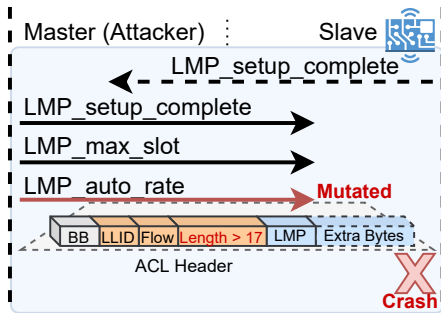 Master (Attacker) Slave
LMP_setup_complete
LMP_setup_complete
LMP_max_slot
LMP_auto_rate
Mutated
BB LLID Flow Length > 17 LMP Extra Bytes
ACL Header
Crash